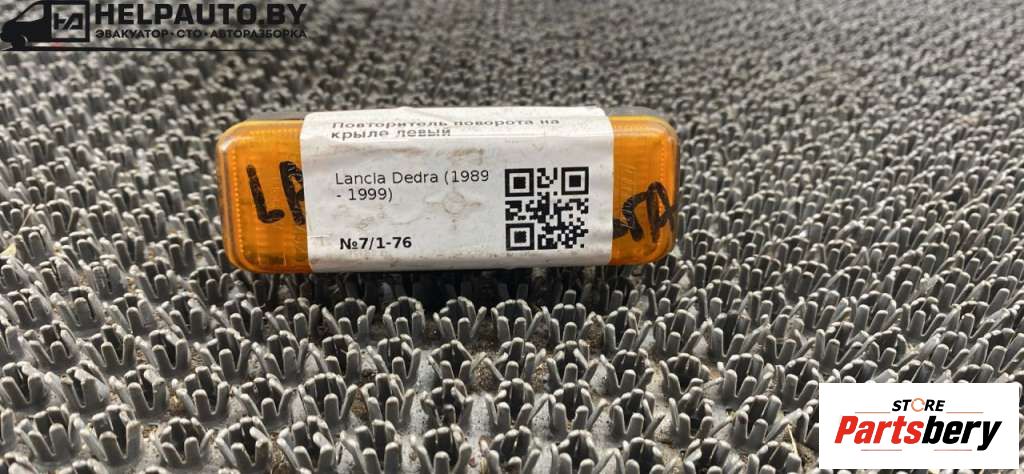 HELPAUTO.BY
ЭВАКУАТОР·СТО·АВТОРАЗБОРКА
Повторитель поворота на
крыле левый
Lancia Dedra (1989
- 1999)
№7/1-76
STORE
Partsbery